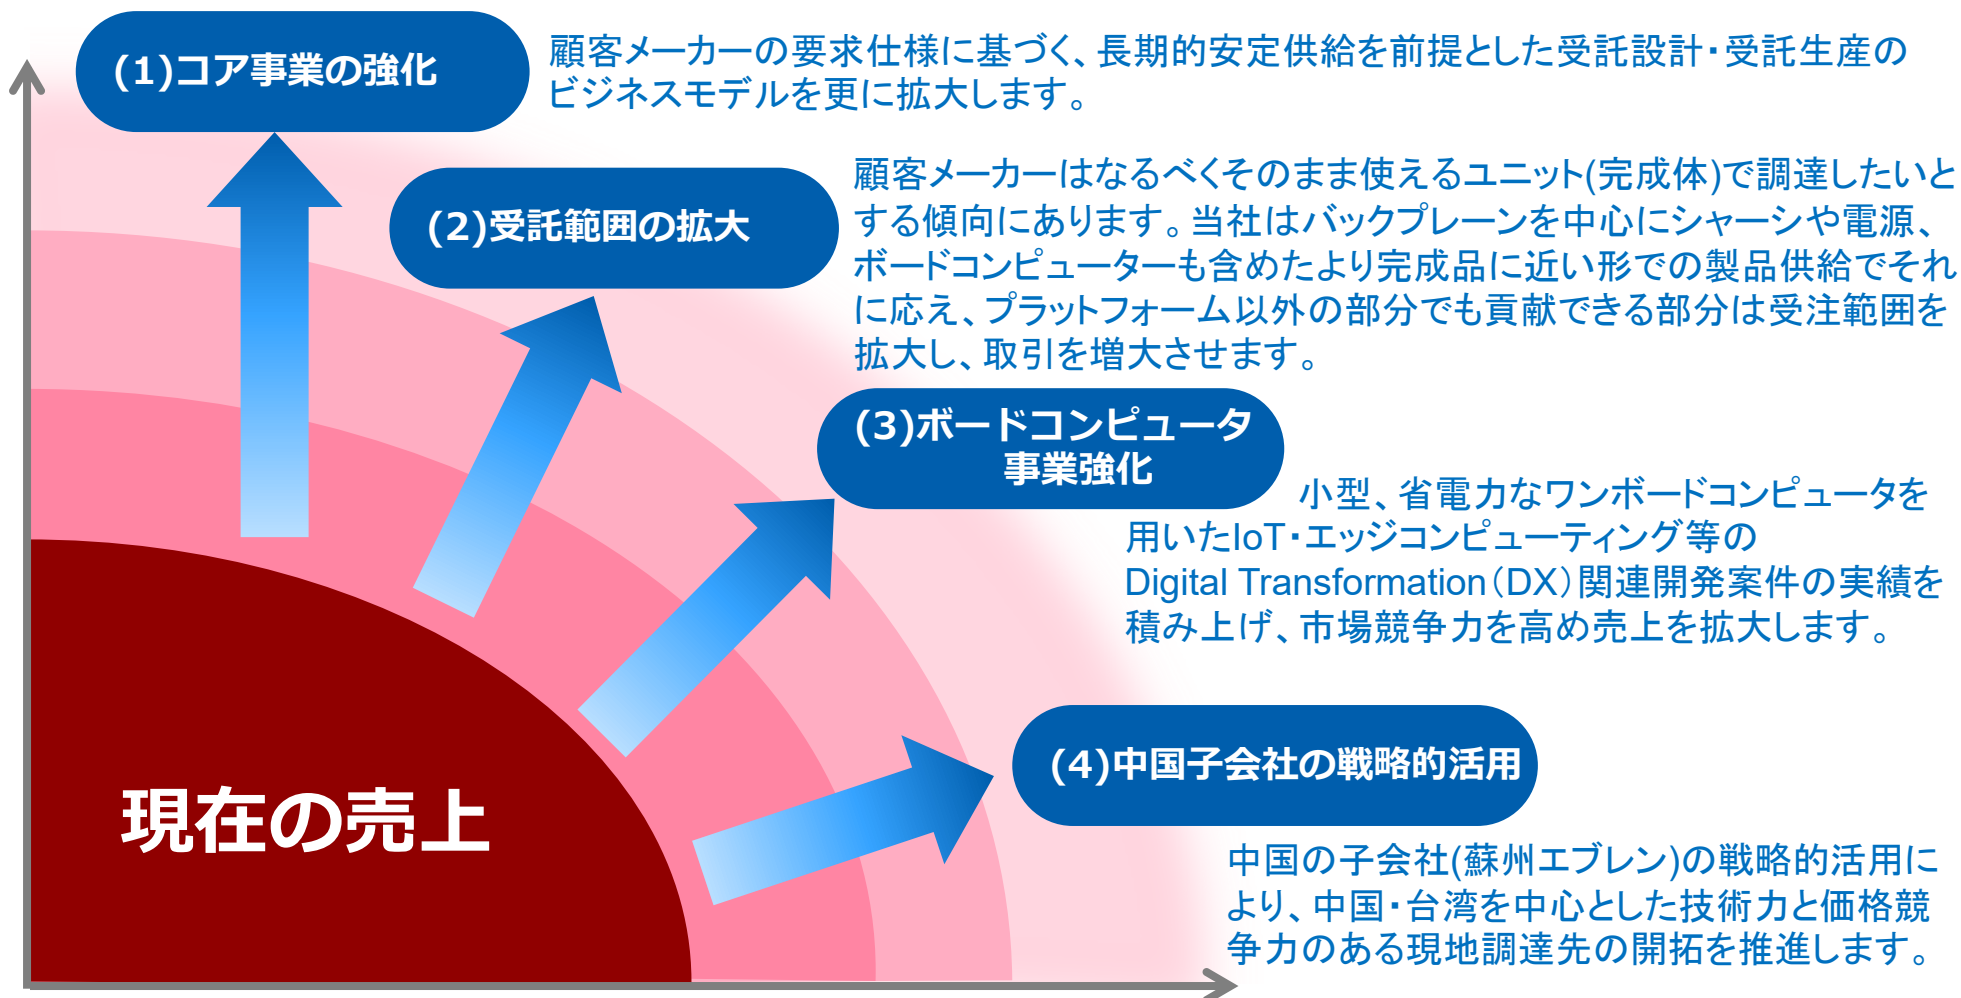 (1)コア事業の強化
顧客メーカーの要求仕様に基づく、長期的安定供給を前提とした受託設計・受託生産の
ビジネスモデルを更に拡大します。
(2)受託範囲の拡大
顧客メーカーはなるべくそのまま使えるユニット(完成体)で調達したいと
する傾向にあります。当社はバックプレーンを中心にシャーシや電源、
ボードコンピューターも含めたより完成品に近い形での製品供給でそれ
に応え、プラットフォーム以外の部分でも貢献できる部分は受注範囲を
拡大し、取引を増大させます。
(3)ボードコンピュータ
事業強化
小型、省電力なワンボードコンピュータを
用いたIoT・エッジコンピューティング等の
Digital Transformation（DX）関連開発案件の実績を
積み上げ、市場競争力を高め売上を拡大します。
(4)中国子会社の戦略的活用
中国の子会社(蘇州エブレン)の戦略的活用に
より、中国・台湾を中心とした技術力と価格競
争力のある現地調達先の開拓を推進します。
現在の売上